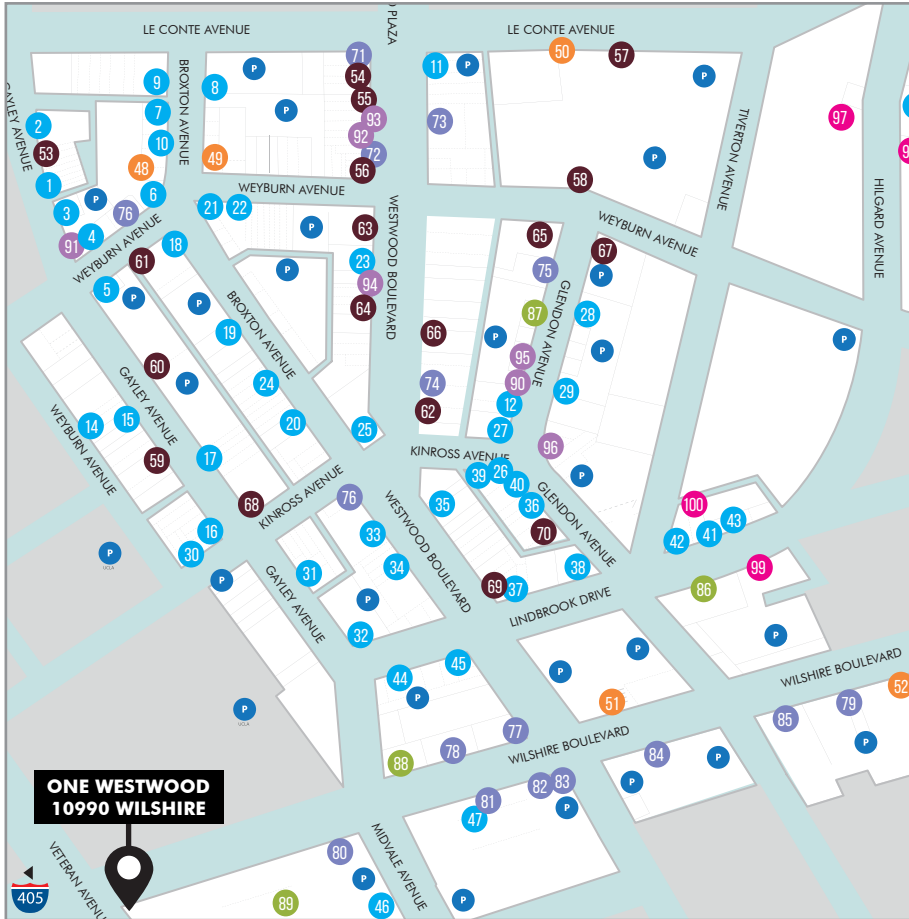 LE CONTE AVENUE
LE CONTE AVENUE
PLAZA
BROXTON AVENUE
GAYLEY AVENUE
TIVERTON AVENUE
HILGARD AVENUE
WEYBURN AVENUE
WEYBURN AVENUE
WEYBURN AVENUE
WESTWOOD BOULEVARD
GLENDON AVENUE
BROXTON AVENUE
GAYLEY AVENUE
WEYBURN AVENUE
KINROSS AVENUE
KINROSS AVENUE
GLENDON AVENUE
WESTWOOD BOULEVARD
GAYLEY AVENUE
LINDBROOK DRIVE
WILSHIRE BOULEVARD
WILSHIRE BOULEVARD
MIDVALE AVENUE
VETERAN AVENU
ONE WESTWOOD
10990 WILSHIRE
405
71
50
57
54
11
P
P
P
9
8
55
P
7
93
73
97
2
92
10
72
53
49
P
48
56
58
1
6
P
21
22
3
76
4
91
63
P
65
67
18
61
23
75
P
P
5
94
P
P
64
87
28
19
66
P
P
P
60
95
P
24
74
90
29
12
62
14
15
20
25
27
96
17
59
39
26
P
40
68
76
35
36
100
16
33
70
43
41
42
30
P
UCLA
31
34
38
99
P
69
37
86
P
32
P
45
P
44
P
P
52
51
79
P
UCLA
77
85
78
84
P
88
P
83
82
P
81
P
47
80
P
89
46
P